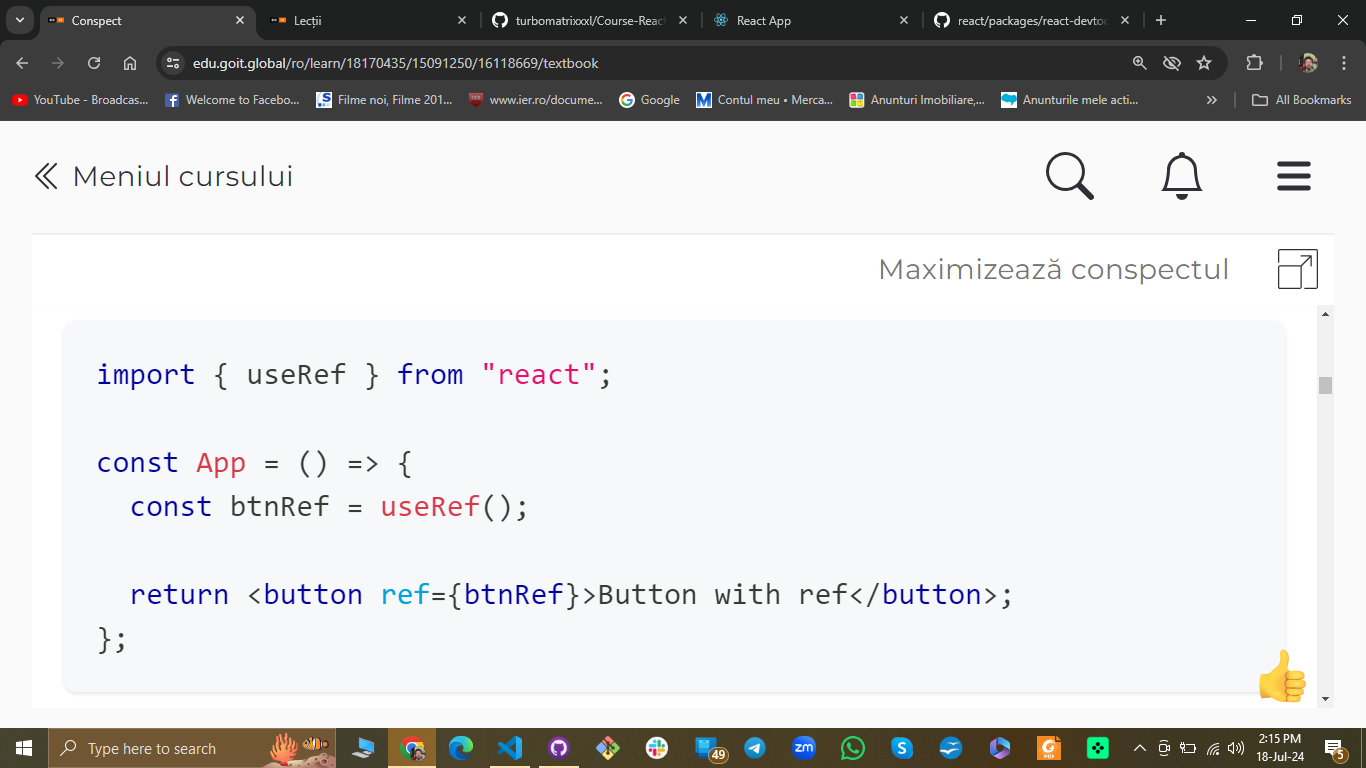 Conspect
Lecții
turbomatrixxxl/Course-Reac
React App
react/packages/react-devtoo
edu.goit.global/ro/learn/18170435/15091250/16118669/textbook
YouTube - Broadcas...
Welcome to Facebo...
Filme noi, Filme 201...
www.ier.ro/docume...
Google
Contul meu • Merca...
Anunturi Imobiliare,...
Anunturile mele acti...
All Bookmarks
Meniul cursului
Maximizează conspectul
import { useRef } from "react";
const App = () => {
const btnRef = useRef();
return <button ref={btnRef}>Button with ref</button>;
};
Type here to search
49
zm
2:15 PM
18-Jul-24
5